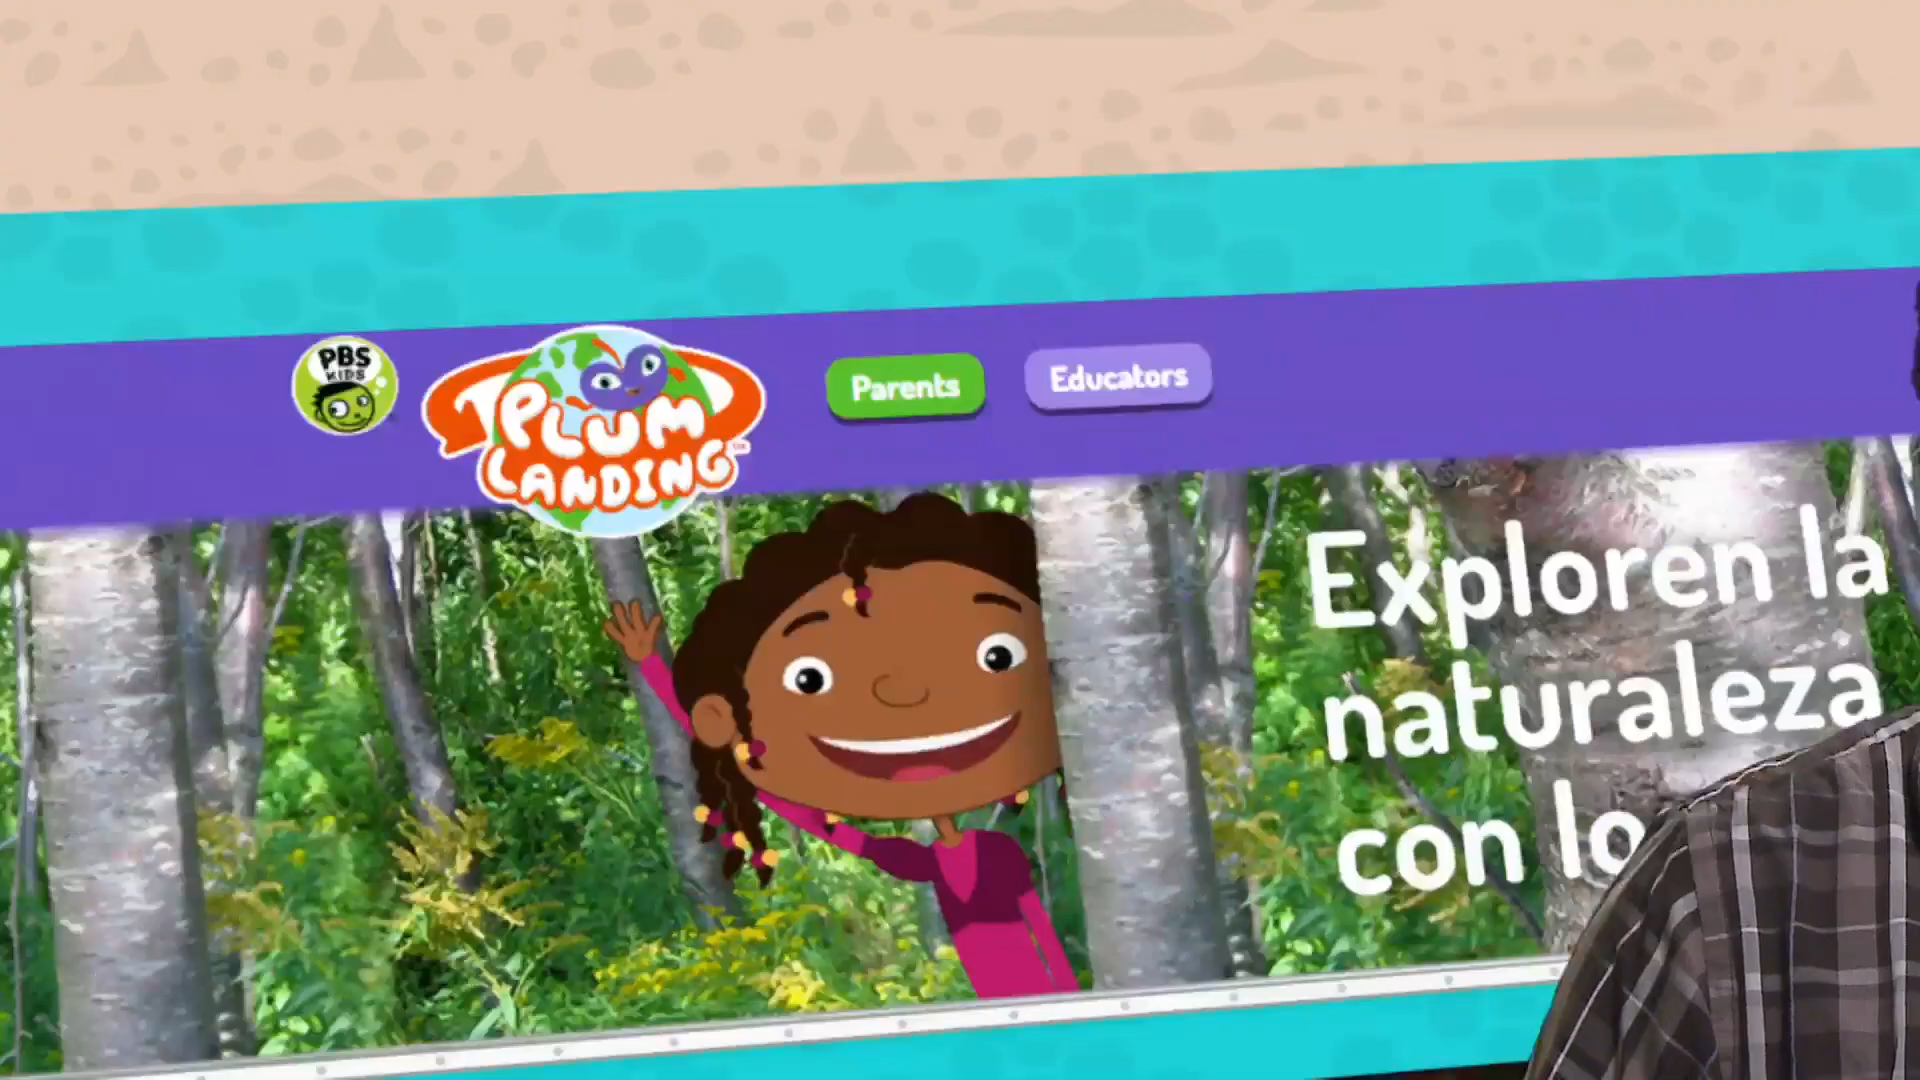 PBS
KIDS
PLUM
LANDING
Parents
Educators
Exploren la
naturaleza
con lo